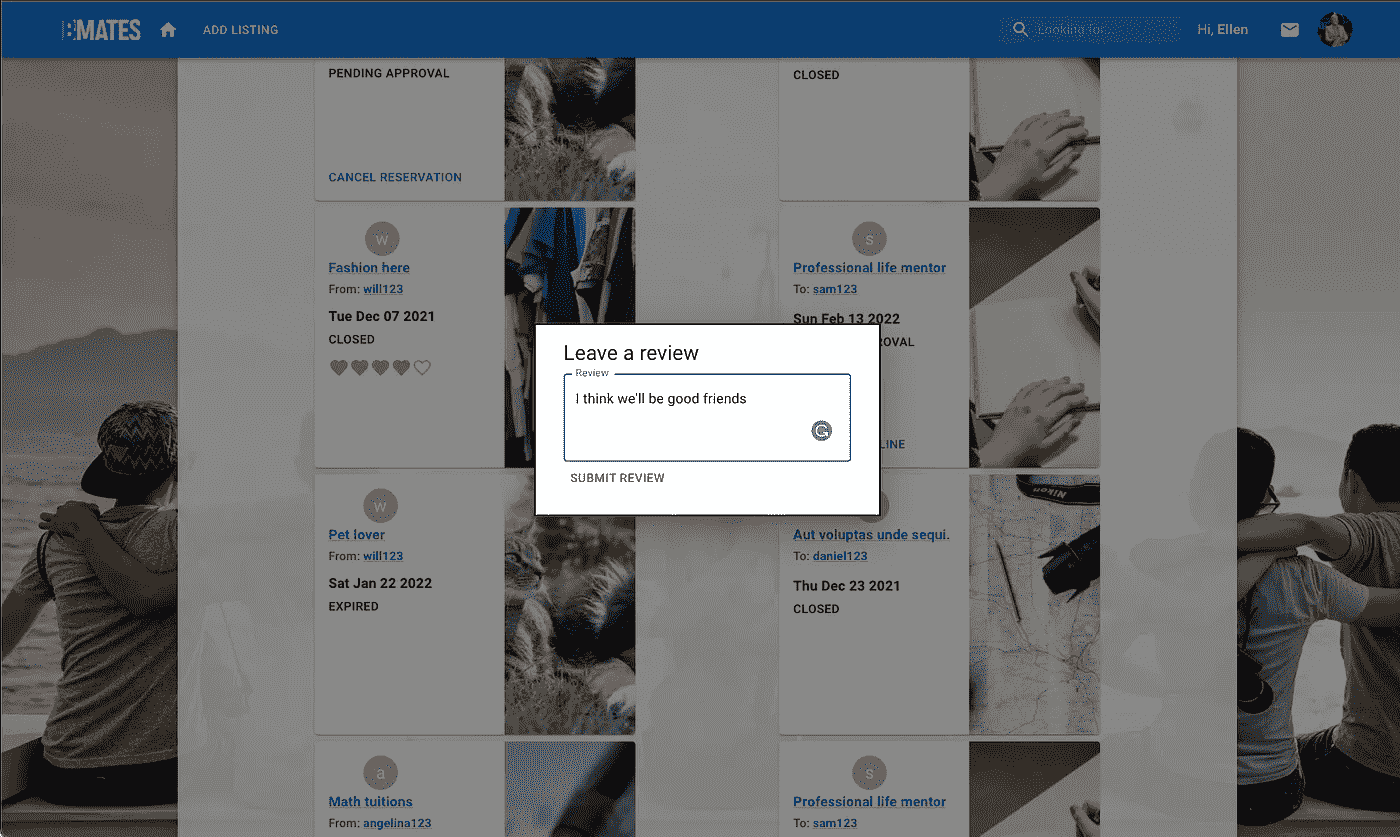 MATES
ADD LISTING
Looking for...
Hi, Ellen
PENDING APPROVAL
CANCEL RESERVATION
CLOSED
W
Fashion here
From: will123
Tue Dec 07 2021
CLOSED
S
Professional life mentor
To: sam123
Sun Feb 13 2022
OVAL
LINE
Leave a review
Review
I think we'll be good friends
SUBMIT REVIEW
W
Pet lover
From: will123
Sat Jan 22 2022
EXPIRED
Aut voluptas unde sequi.
To: daniel123
Thu Dec 23 2021
CLOSED
NIKON
a
Math tuitions
From: angelina123
S
Professional life mentor
To: sam123